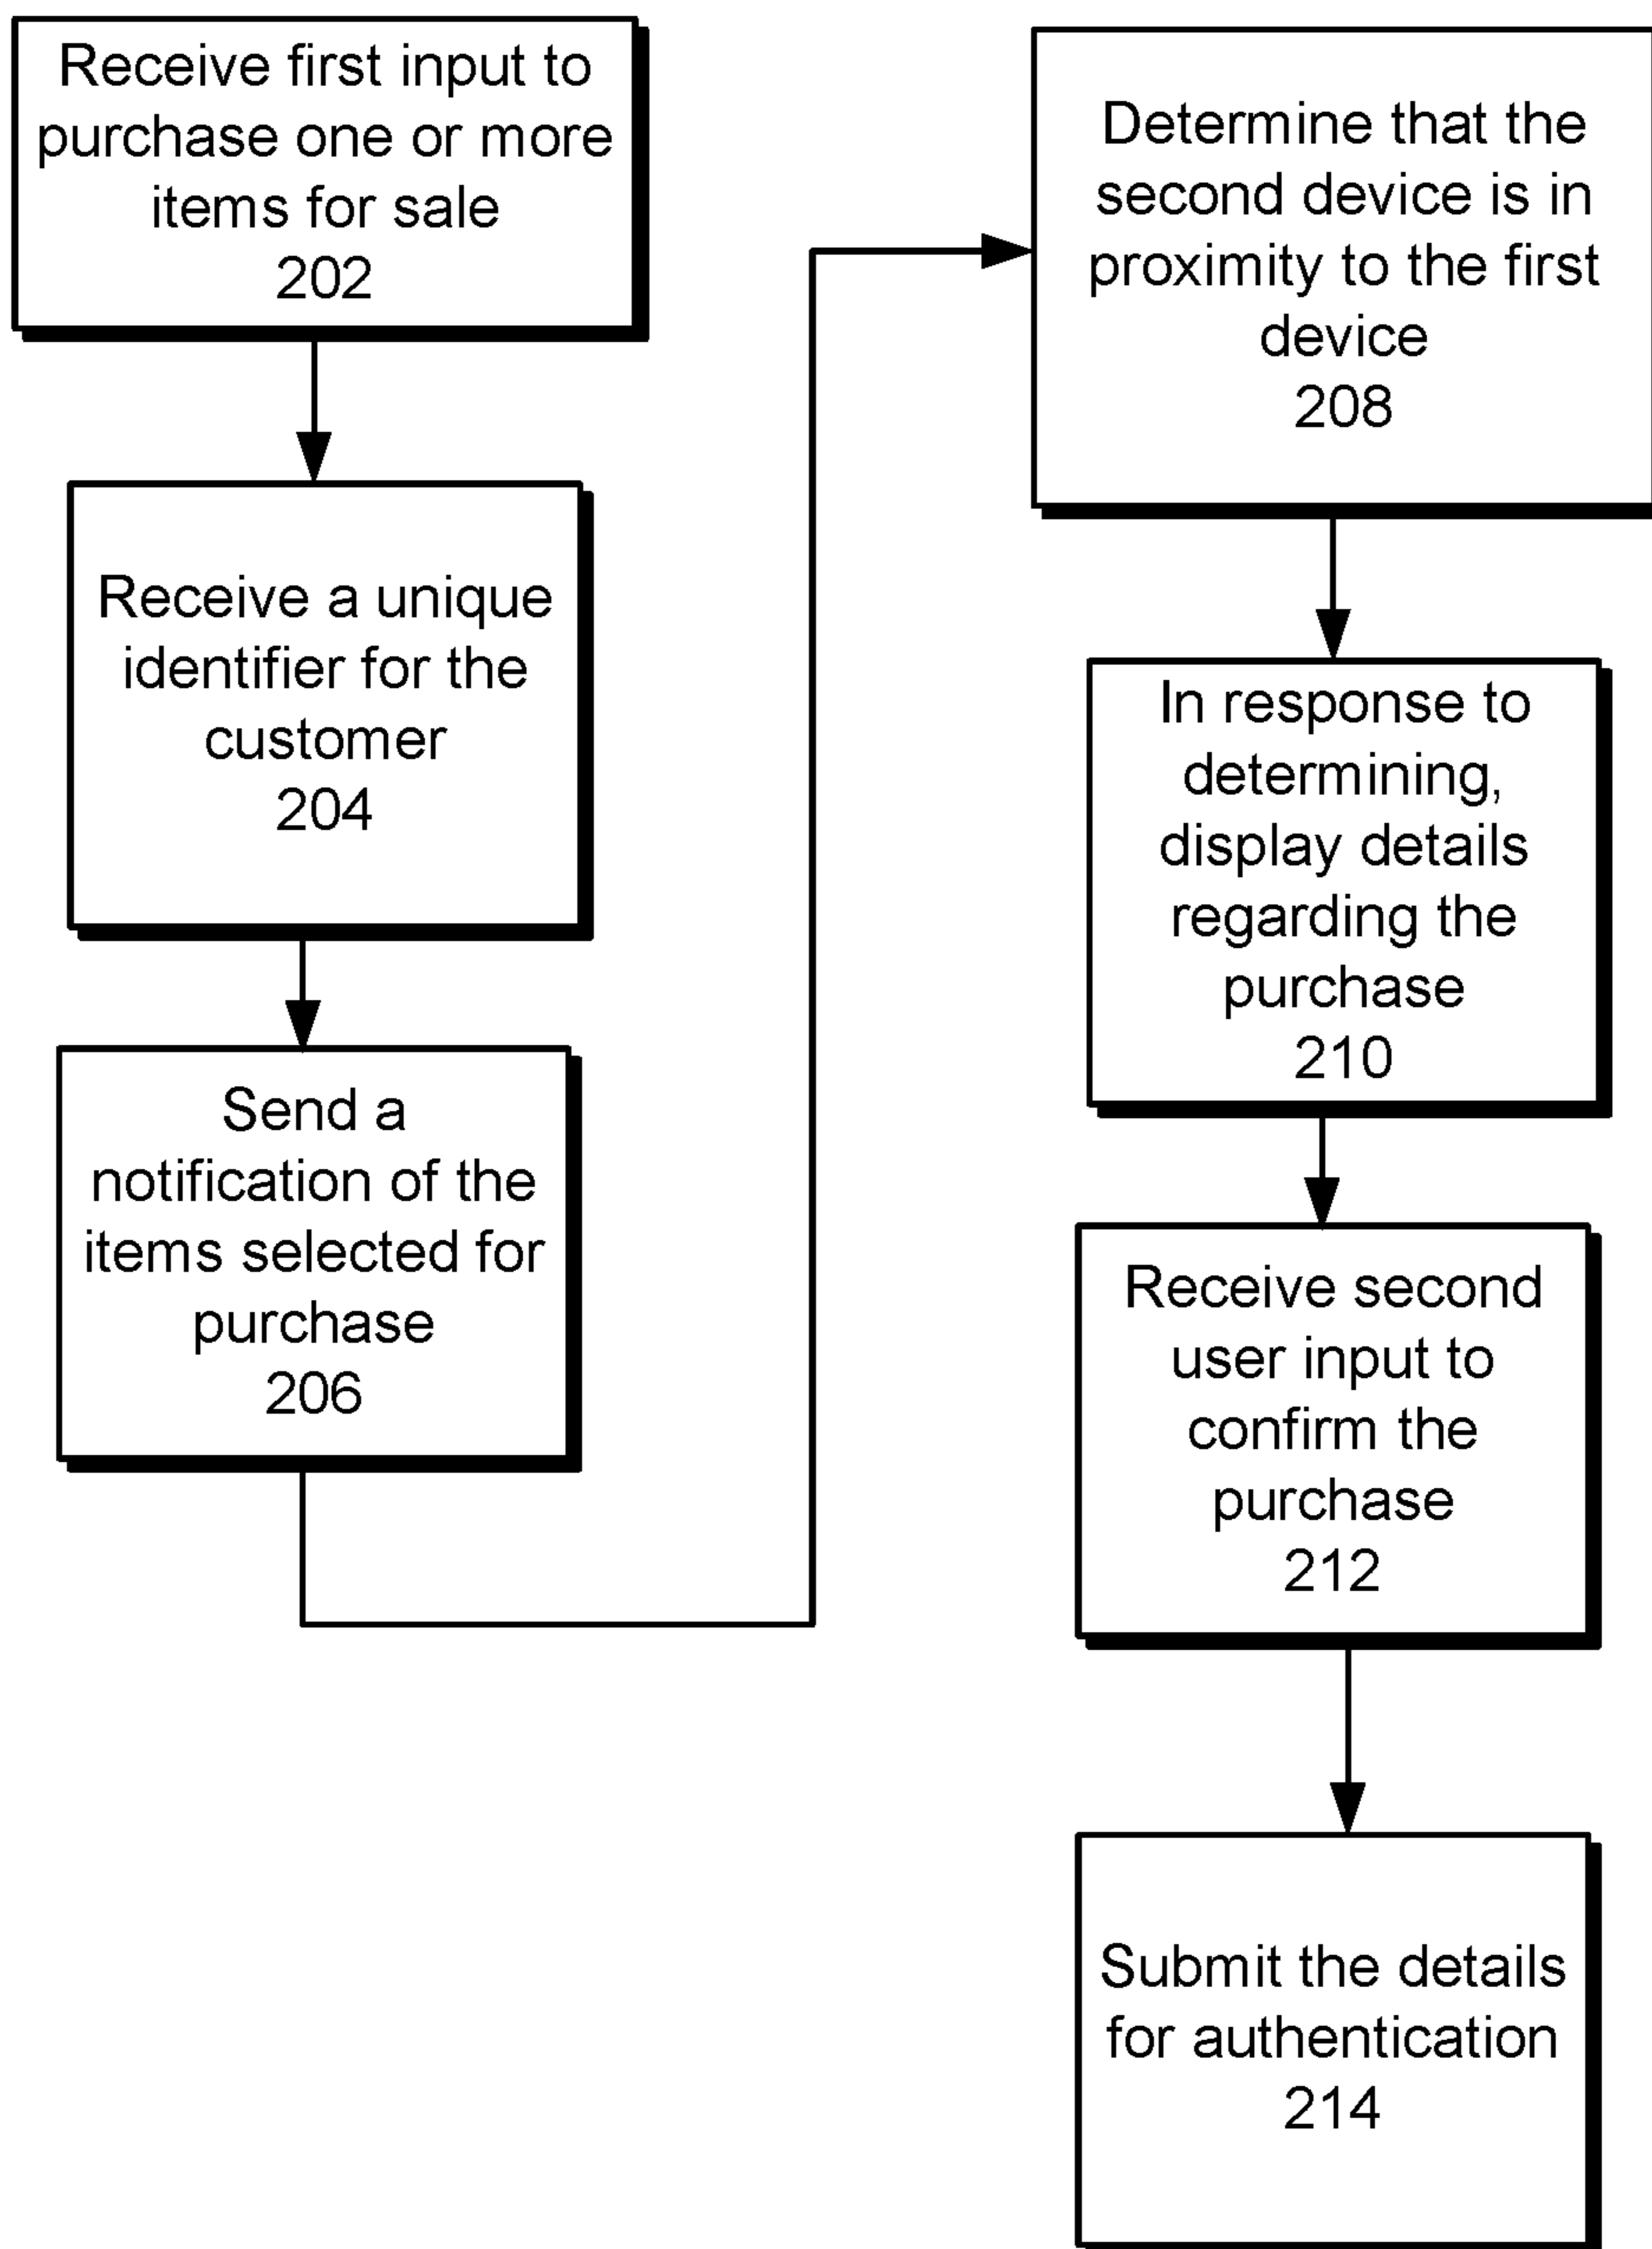 Receive first input to
purchase one or more
items for sale
202
Receive a unique
identifier for the
customer
204
Send a
notification of the
items selected for
purchase
206
Determine that the
second device is in
proximity to the first
device
208
In response to
determining,
display details
regarding the
purchase
210
Receive second
user input to
confirm the
purchase
212
Submit the details
for authentication
214